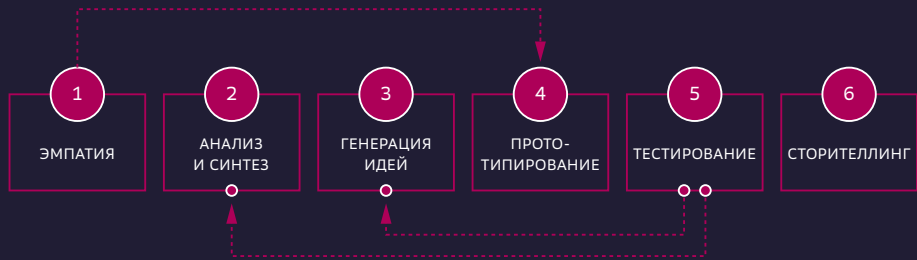 1
ЭМПАТИЯ
2
АНАЛИЗ
И СИНТЕЗ
3
ГЕНЕРАЦИЯ
ИДЕЙ
4
ПРОТО-
ТИПИРОВАНИЕ
5
ТЕСТИРОВАНИЕ
6
СТОРИТЕЛЛИНГ